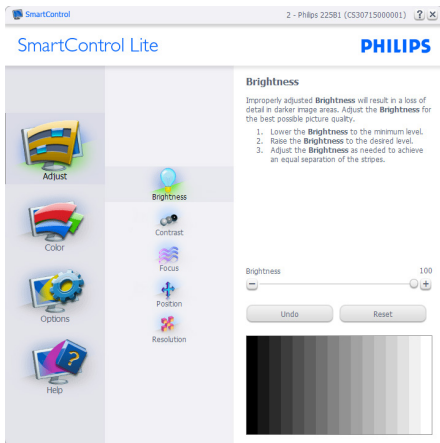 SmartControl
2 - Philips 225B1 (CS30715000001)
SmartControl Lite
PHILIPS
Adjust
Color
Options
Help
Brightness
Contrast
Focus
Position
Resolution
Brightness
Improperly adjusted Brightness will result in a loss of
detail in darker image areas. Adjust the Brightness for
the best possible picture quality.
1. Lower the Brightness to the minimum level.
2. Rase the Brightness to the desired level.
3. Adjust the Brightness as needed to achieve
an equal separation of the stripes.
Brightness 100
Undo Reset